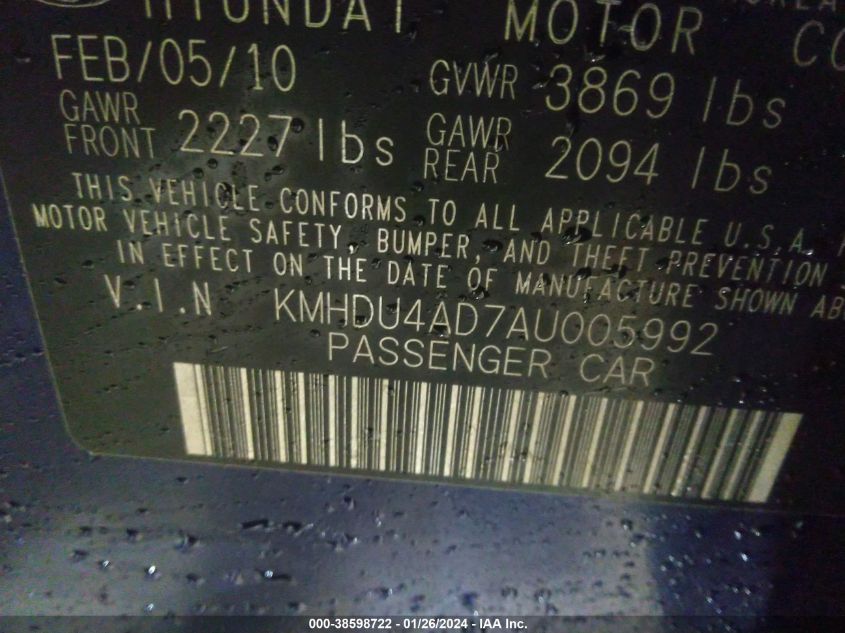 HYUNDAI MOTOR CO
FEB/05/10 GVWR 3869 lbs
GAWR FRONT 2227 lbs GAWR REAR 2094 lbs
THIS VEHICLE CONFORMS TO ALL APPLICABLE U.S.A.
MOTOR VEHICLE SAFETY, BUMPER, AND THEFT PREVENTION
IN EFFECT ON THE DATE OF MANUFACTURE SHOWN AB
V.I.N KMHDU4AD7AU005992
PASSENGER CAR
000-38598722 - 01/26/2024 - IAA Inc.